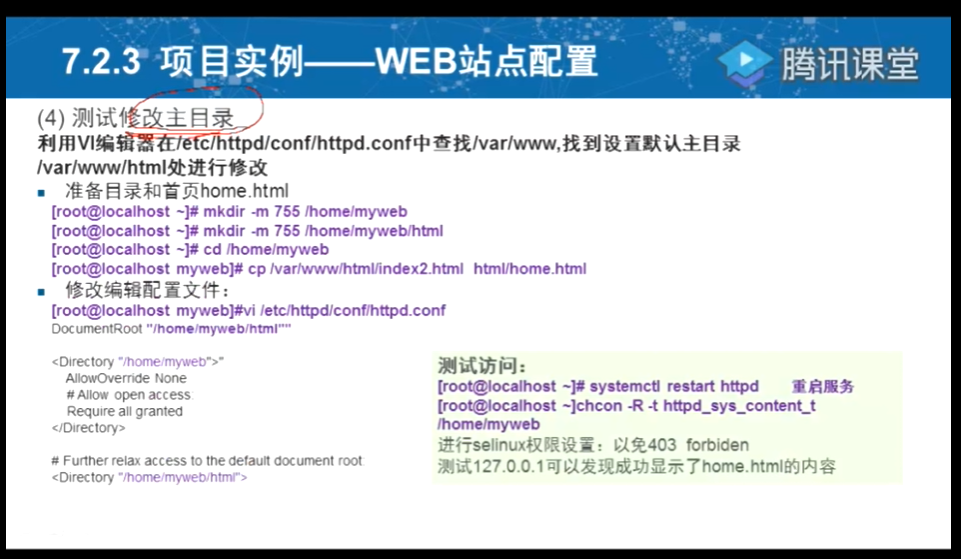 7.2.3 项目实例——WEB站点配置
腾讯课堂
(4) 测试修改主目录
利用VI编辑器在/etc/httpd/conf/httpd.conf中查找/var/www,找到设置默认主目录
/var/www/html处进行修改
▪ 准备目录和首页home.html
[root@localhost ~]# mkdir -m 755 /home/myweb
[root@localhost ~]# mkdir -m 755 /home/myweb/html
[root@localhost ~]# cd /home/myweb
[root@localhost myweb]# cp /var/www/html/index2.html html/home.html
▪ 修改编辑配置文件：
[root@localhost myweb]#vi /etc/httpd/conf/httpd.conf
DocumentRoot "/home/myweb/html""
<Directory "/home/myweb">"
AllowOverride None
# Allow open access:
Require all granted
</Directory>
# Further relax access to the default document root:
<Directory "/home/myweb/html">
测试访问：
[root@localhost ~]# systemctl restart httpd 重启服务
[root@localhost ~]chcon -R -t httpd_sys_content_t
/home/myweb
进行selinux权限设置：以免403 forbiden
测试127.0.0.1可以发现成功显示了home.html的内容